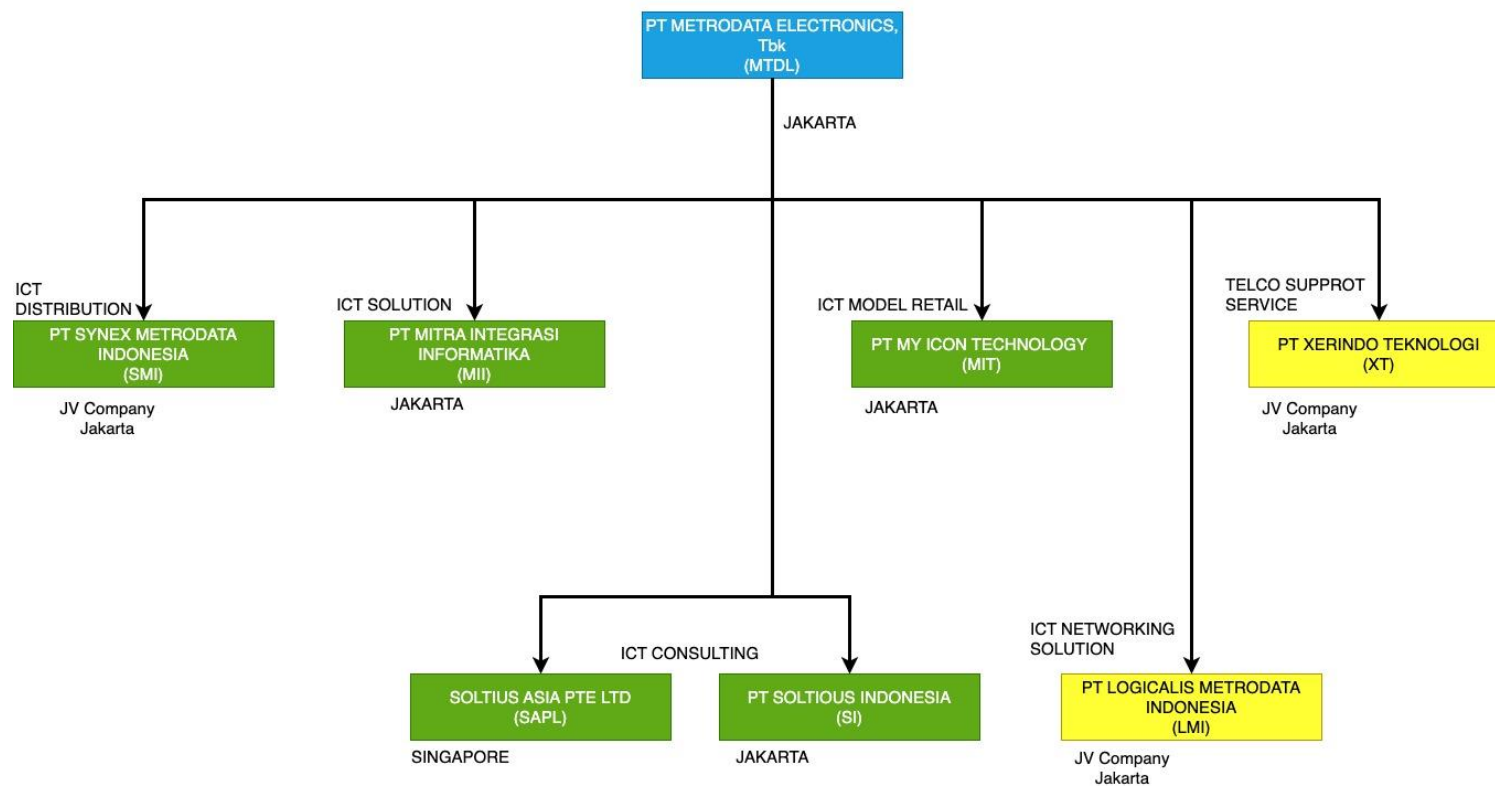 PT METRODATA ELECTRONICS,
Tbk
(MTDL)
JAKARTA
ICT
DISTRIBUTION
PT SYNEX METRODATA
INDONESIA
(SMI)
JV Company
Jakarta
ICT SOLUTION
PT MITRA INTEGRASI
INFORMATIKA
(MII)
JAKARTA
ICT MODEL RETAIL
PT MY ICON TECHNOLOGY
(MIT)
JAKARTA
TELCO SUPPROT
SERVICE
PT XERINDO TEKNOLOGI
(XT)
JV Company
Jakarta
ICT CONSULTING
SOLTIUS ASIA PTE LTD
(SAPL)
SINGAPORE
PT SOLTIOUS INDONESIA
(SI)
JAKARTA
ICT NETWORKING
SOLUTION
PT LOGICALIS METRODATA
INDONESIA
(LMI)
JV Company
Jakarta